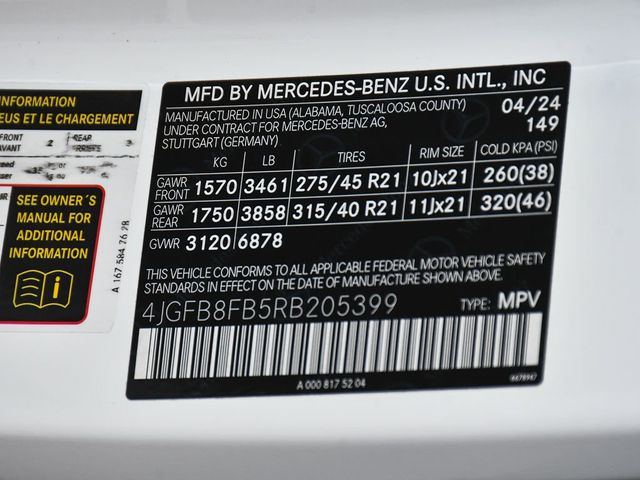 INFORMATION
EUS ET LE CHARGEMENT
FRONT
AVANT
2
REAR
3
SEE OWNER´S
MANUAL FOR
ADDITIONAL
INFORMATION
A 167 584 76 28
MFD BY MERCEDES-BENZ U.S. INTL., INC
MANUFACTURED IN USA (ALABAMA, TUSCALOOSA COUNTY) 04/24
UNDER CONTRACT FOR MERCEDES-BENZ AG, 149
STUTTGART (GERMANY)
KG LB TIRES RIM SIZE COLD KPA (PSI)
GAWR
FRONT 1570 3461 275/45 R21 10Jx21 260(38)
GAWR
REAR 1750 3858 315/40 R21 11Jx21 320(46)
GWR 3120 6878
THIS VEHICLE CONFORMS TO ALL APPLICABLE FEDERAL MOTOR VEHICLE SAFETY
STANDARDS IN EFFECT ON THE DATE OF MANUFACTURE SHOWN ABOVE.
4JGFB8FB5RB205399 TYPE: MPV
A 000 817 52 04